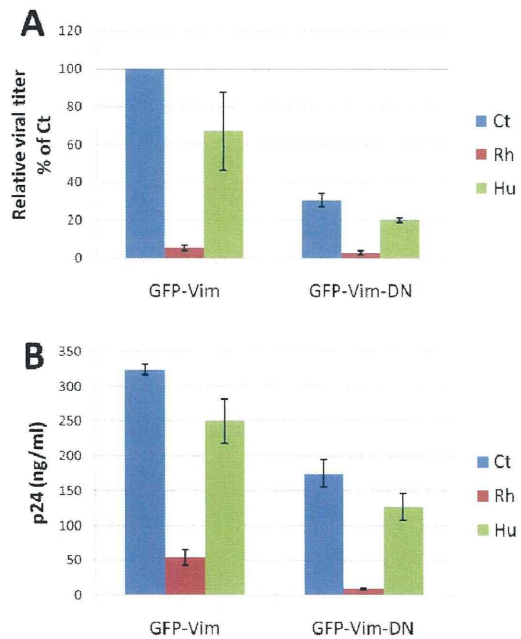 A
120
100
80
60
40
20
0
Relative viral titer
% of Ct
GFP-Vim GFP-Vim-DN
Ct
Rh
Hu
B
350
300
250
200
150
100
50
0
p24 (ng/ml)
GFP-Vim GFP-Vim-DN
Ct
Rh
Hu